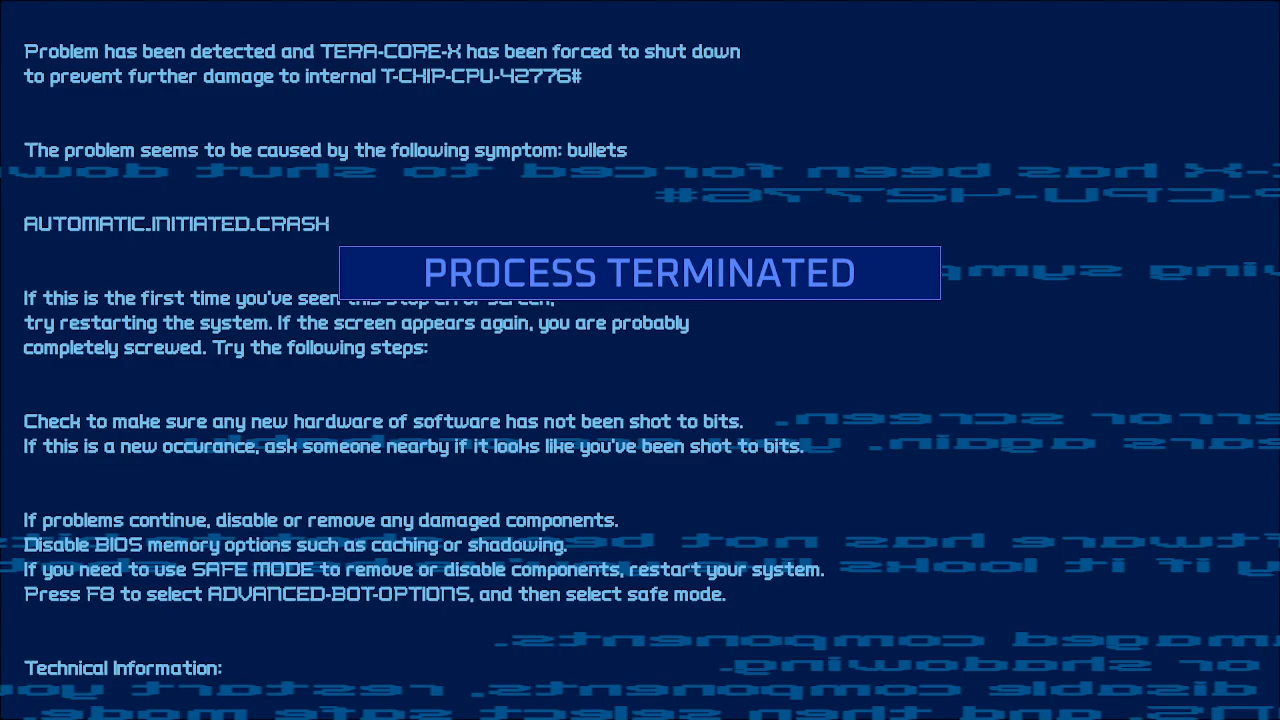 Problem has been detected and TERA-CORE-X has been forced to shut down
to prevent further damage to internal T-CHIP-CPU-42776#
The problem seems to be caused by the following symptom: bullets
AUTOMATIC_INITIATED_CRASH
PROCESS TERMINATED
If this is the first time you've seen this stop error screen,
try restarting the system. If the screen appears again, you are probably
completely screwed. Try the following steps:
Check to make sure any new hardware of software has not been shot to bits.
If this is a new occurance, ask someone nearby if it looks like you've been shot to bits.
If problems continue, disable or remove any damaged components.
Disable BIOS memory options such as caching or shadowing.
If you need to use SAFE MODE to remove or disable components, restart your system.
Press F8 to select ADVANCED-BOT-OPTIONS, and then select safe mode.
Technical Information: